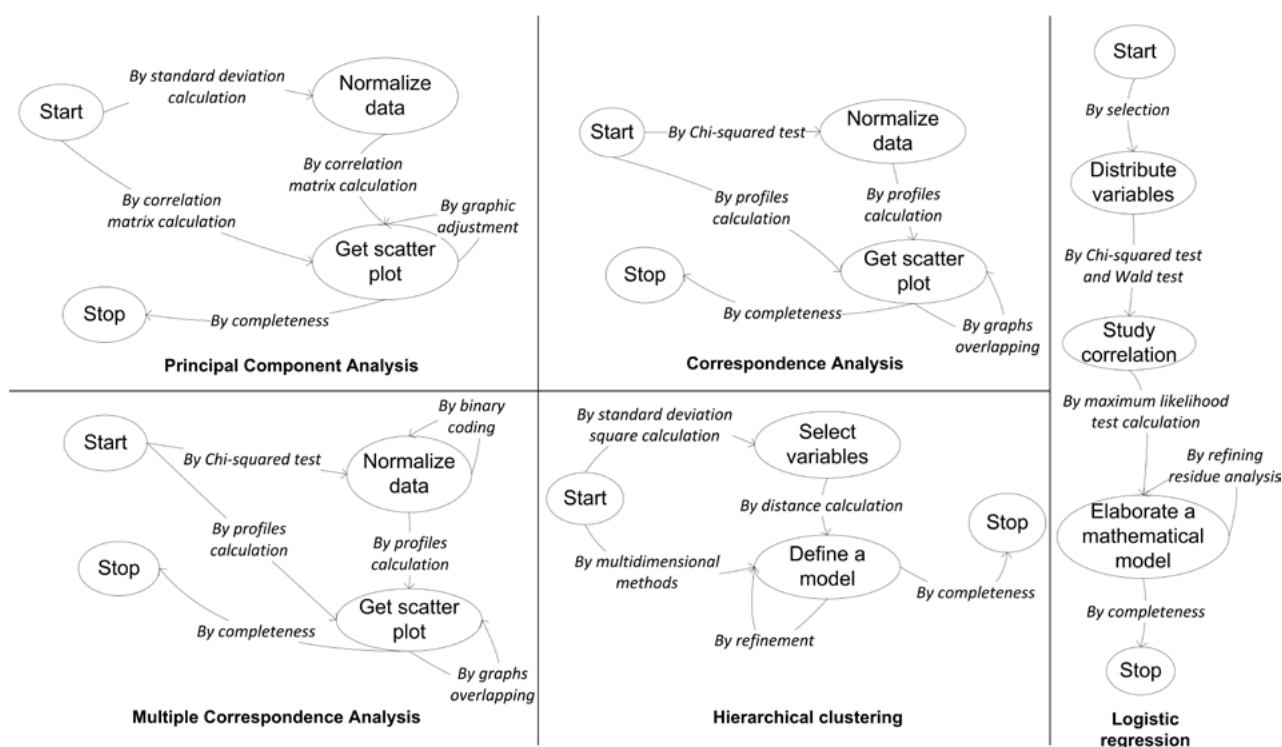 Start
By standard deviation
calculation
Normalize
data
By correlation
matrix calculation
By correlation
matrix calculation
By graphic
adjustment
Get scatter
plot
Stop
By completeness
Principal Component Analysis
Start
By Chi-squared test
Normalize
data
By profiles
calculation
By profiles
calculation
Stop
Get scatter
plot
By completeness
By graphs
overlapping
Correspondence Analysis
Start
By Chi-squared test
By binary
coding
Normalize
data
By profiles
calculation
By profiles
calculation
Stop
Get scatter
plot
By completeness
By graphs
overlapping
Multiple Correspondence Analysis
By standard deviation
square calculation
Select
variables
Start
By distance calculation
Stop
By multidimensional
methods
Define a
model
By completeness
By refinement
Hierarchical clustering
Start
By selection
Distribute
variables
By Chi-squared test
and Wald test
Study
correlation
By maximum likelihood
test calculation
By refining
residue analysis
Elaborate a
mathematical
model
By completeness
Stop
Logistic
regression